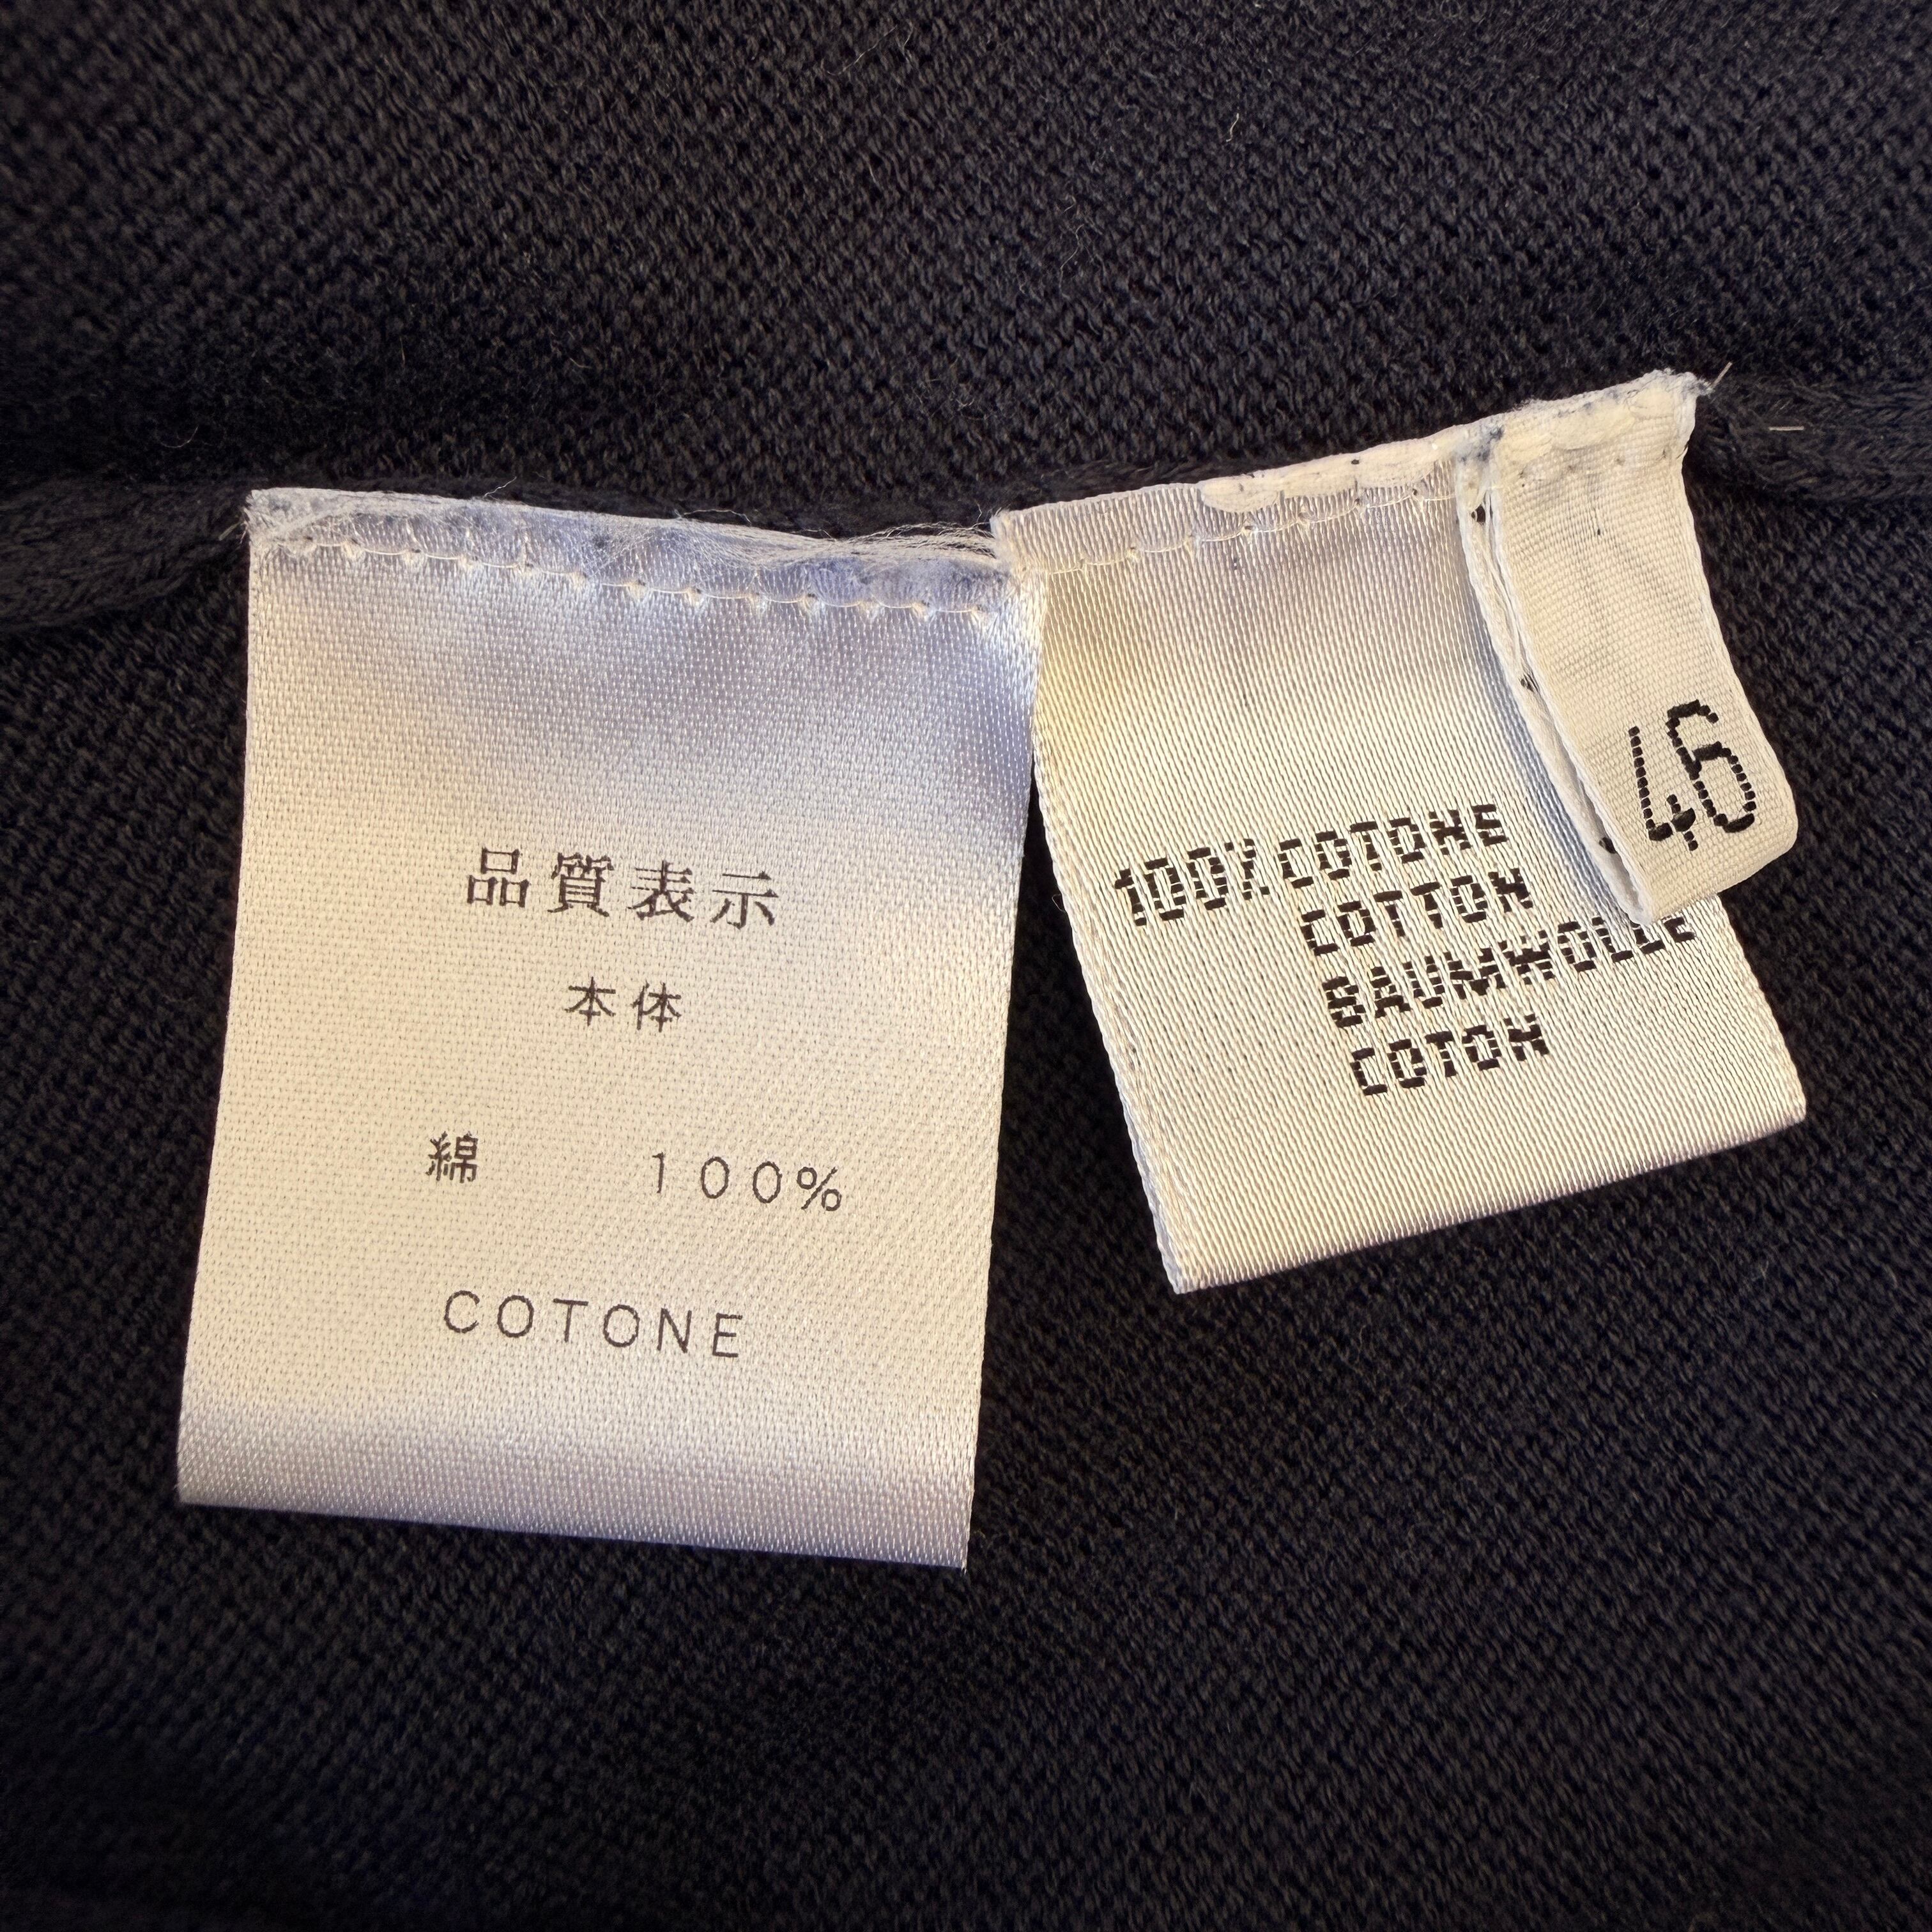 品質表示
本体
綿 100%
COTONE
100% COTONE
COTTON
BAUMWOLLE
COTON
46